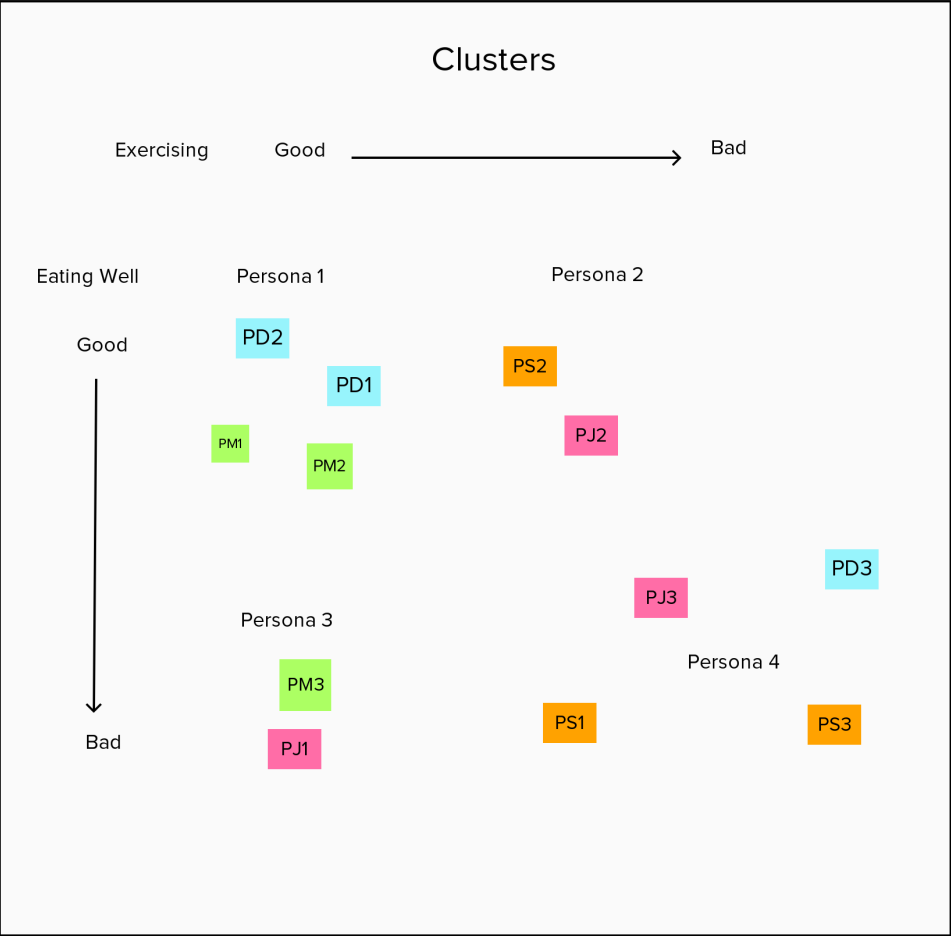 Clusters
Exercising Good Bad
Eating Well Persona 1 Persona 2
Good
PD2
PD1
PS2
PJ2
PM1
PM2
PD3
PJ3
Persona 3
Persona 4
PM3
PS1
PS3
Bad
PJ1